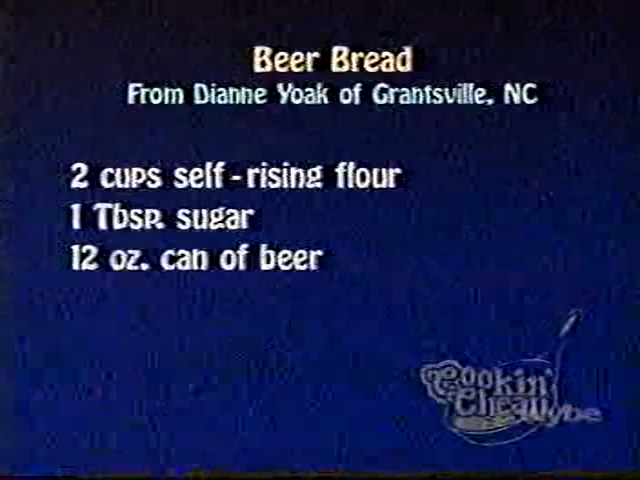 Beer Bread
From Dianne Yoak of Grantsville, NC
2 cups self-rising flour
1 Tbsp. sugar
12 oz. can of beer
Cookin'
Cheap